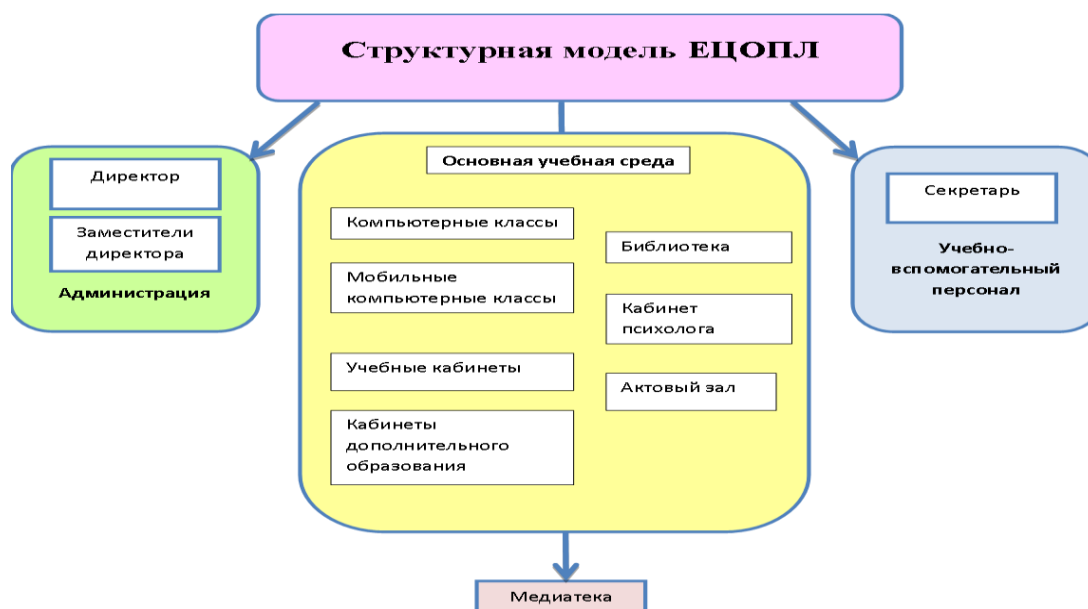 Структурная модель ЕЦОПЛ
Директор
Заместители
директора
Администрация
Основная учебная среда
Компьютерные классы
Мобильные
компьютерные классы
Учебные кабинеты
Кабинеты
дополнительного
образования
Библиотека
Кабинет
психолога
Актовый зал
Секретарь
Учебно-
вспомогательный
персонал
Медиатека